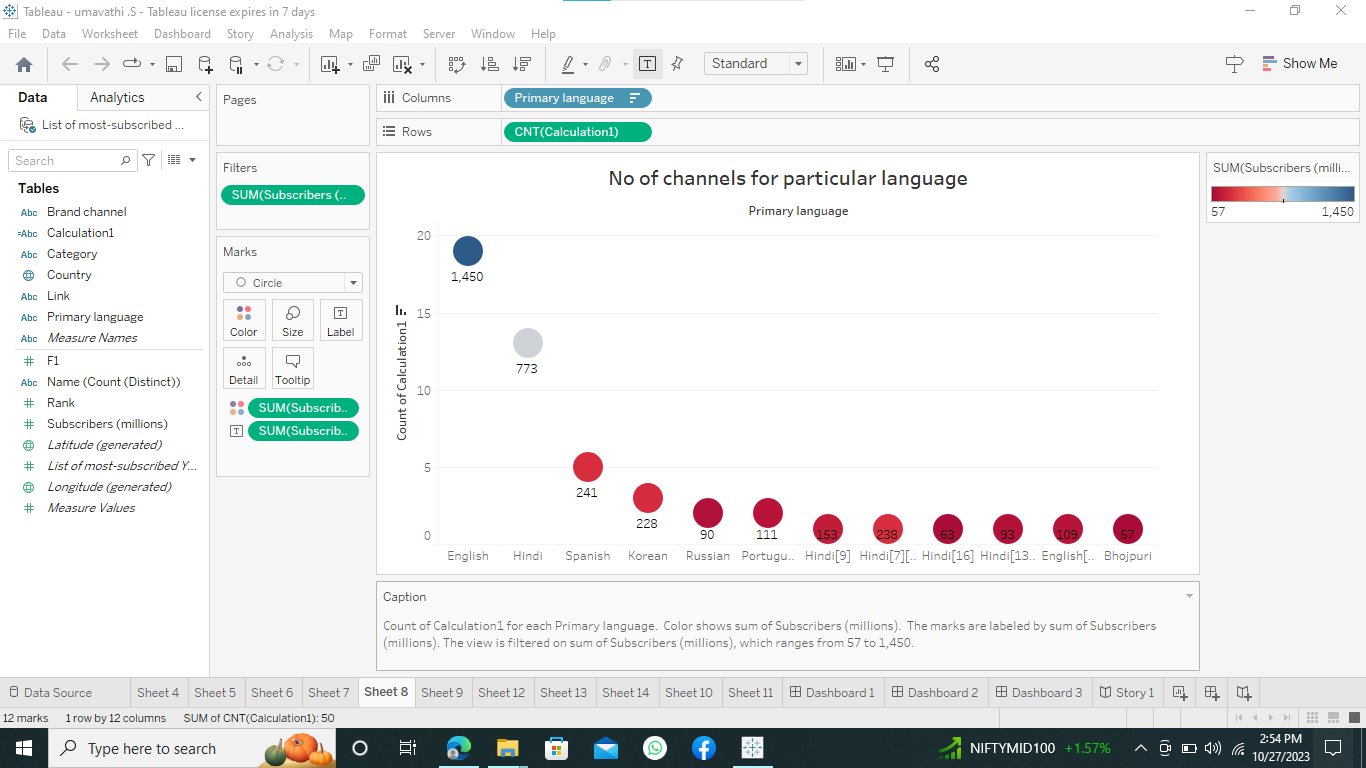 Tableau - umavathi .S - Tableau license expires in 7 days
File Data Worksheet Dashboard Story Analysis Map Format Server Window Help
Standard
Show Me
Data Analytics
List of most-subscribed ...
Search
Tables
Abc Brand channel
=Abc Calculation1
Abc Category
Country
Abc Link
Abc Primary language
Abc Measure Names
# F1
Abc Name (Count (Distinct))
# Rank
# Subscribers (millions)
Latitude (generated)
# List of most-subscribed Y...
Longitude (generated)
# Measure Values
Pages
Filters
SUM(Subscribers (..
Marks
Circle
Color Size Label
Detail Tooltip
SUM(Subscrib..
SUM(Subscrib..
Columns Primary language
Rows CNT(Calculation1)
No of channels for particular language
Primary language
Count of Calculation1
20
15
10
5
0
1,450
773
241
228
90
111
153
238
63
93
109
57
English Hindi Spanish Korean Russian Portugu.. Hindi[9] Hindi[7][.. Hindi[16] Hindi[13.. English[.. Bhojpuri
SUM(Subscribers (milli...
57 1,450
Caption
Count of Calculation1 for each Primary language.  Color shows sum of Subscribers (millions).  The marks are labeled by sum of Subscribers
(millions). The view is filtered on sum of Subscribers (millions), which ranges from 57 to 1,450.
Data Source Sheet 4 Sheet 5 Sheet 6 Sheet 7 Sheet 8 Sheet 9 Sheet 12 Sheet 13 Sheet 14 Sheet 10 Sheet 11 Dashboard 1 Dashboard 2 Dashboard 3 Story 1
12 marks 1 row by 12 columns SUM of CNT(Calculation1): 50
Type here to search
NIFTYMID100 +1.57%
2:54 PM
10/27/2023